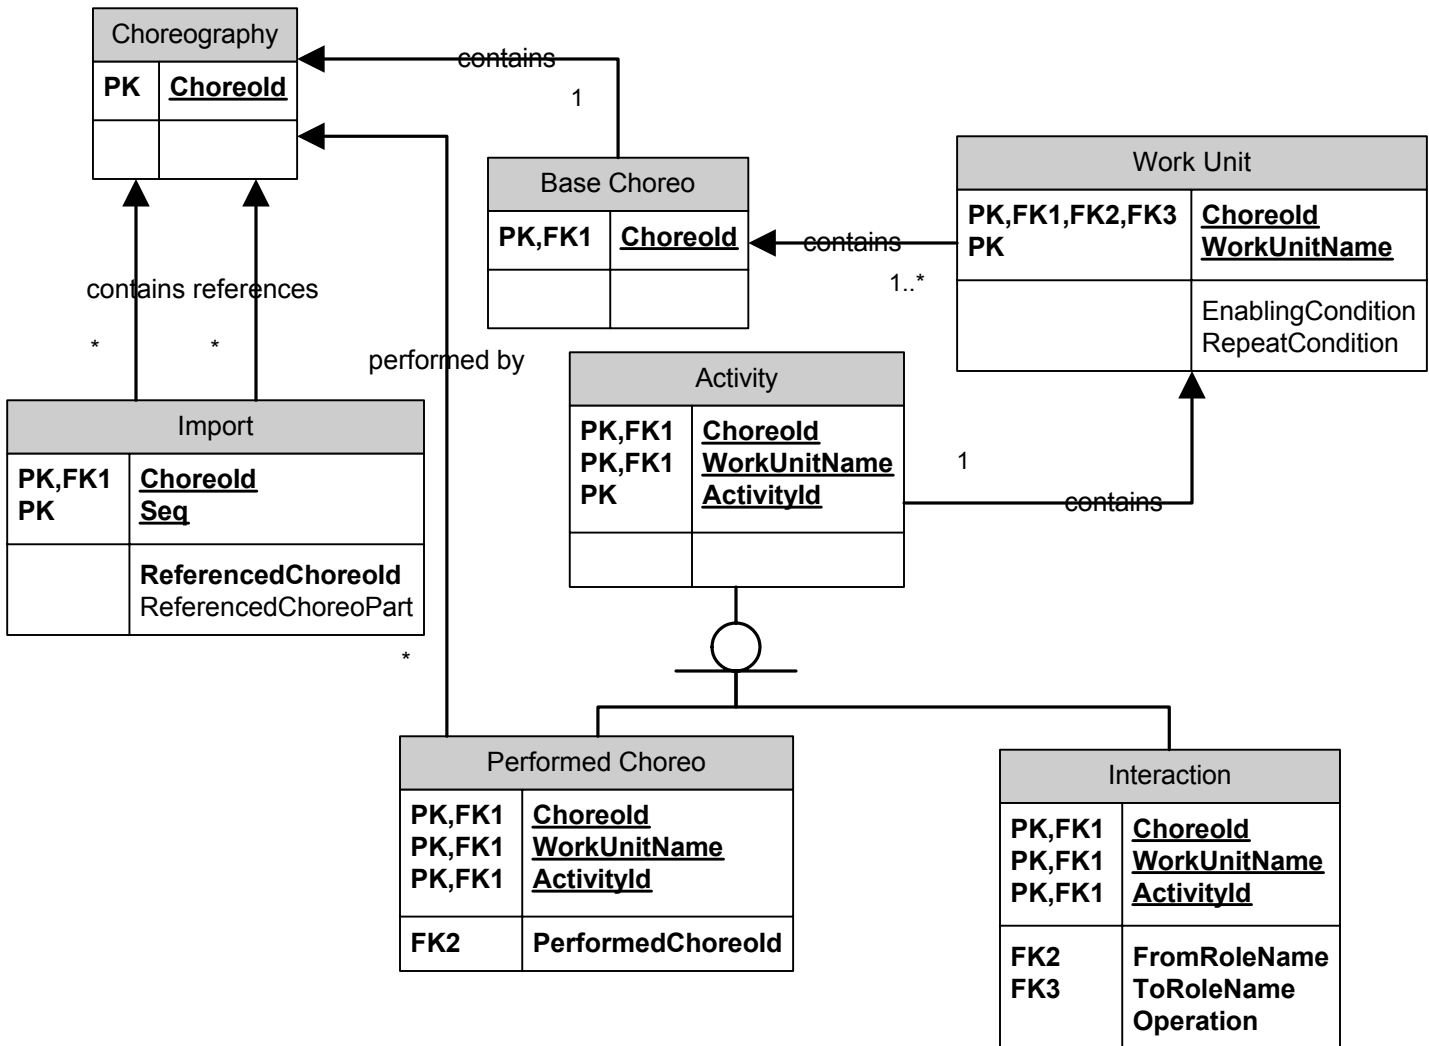 Choreography
PK ChoreoId
contains
1
Base Choreo
PK,FK1 ChoreoId
contains
1..*
Work Unit
PK,FK1,FK2,FK3 ChoreoId
PK WorkUnitName
EnablingCondition
RepeatCondition
contains references
* *
performed by
Import
PK,FK1 ChoreoId
PK Seq
ReferencedChoreoId
ReferencedChoreoPart
*
Activity
PK,FK1 ChoreoId
PK,FK1 WorkUnitName
PK ActivityId
1
contains
Performed Choreo
PK,FK1 ChoreoId
PK,FK1 WorkUnitName
PK,FK1 ActivityId
FK2 PerformedChoreoId
Interaction
PK,FK1 ChoreoId
PK,FK1 WorkUnitName
PK,FK1 ActivityId
FK2 FromRoleName
FK3 ToRoleName
Operation